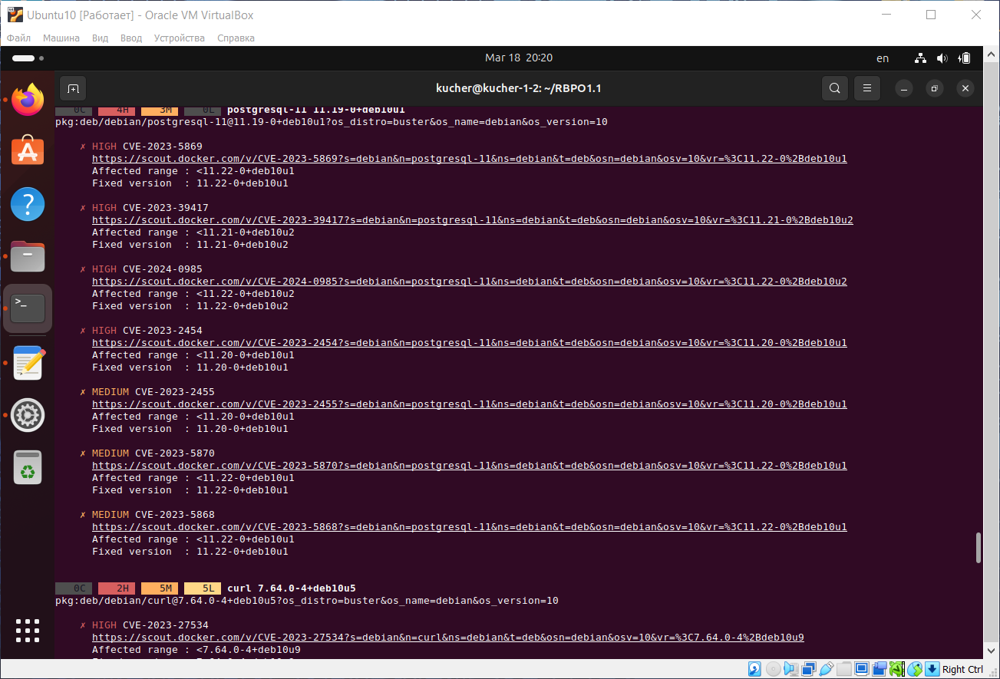 Ubuntu10 [Работает] - Oracle VM VirtualBox
Файл Машина Вид Ввод Устройства Справка
Mar 18 20:20
en
kucher@kucher-1-2: ~/RBPO1.1
0C 4H 3M 0L postgresql-11 11.19-0+deb10u1
pkg:deb/debian/postgresql-11@11.19-0+deb10u1?os_distro=buster&os_name=debian&os_version=10
✗ HIGH CVE-2023-5869
https://scout.docker.com/v/CVE-2023-5869?s=debian&n=postgresql-11&ns=debian&t=deb&osn=debian&osv=10&vr=%3C11.22-0%2Bdeb10u1
Affected range : <11.22-0+deb10u1
Fixed version : 11.22-0+deb10u1
✗ HIGH CVE-2023-39417
https://scout.docker.com/v/CVE-2023-39417?s=debian&n=postgresql-11&ns=debian&t=deb&osn=debian&osv=10&vr=%3C11.21-0%2Bdeb10u2
Affected range : <11.21-0+deb10u2
Fixed version : 11.21-0+deb10u2
✗ HIGH CVE-2024-0985
https://scout.docker.com/v/CVE-2024-0985?s=debian&n=postgresql-11&ns=debian&t=deb&osn=debian&osv=10&vr=%3C11.22-0%2Bdeb10u2
Affected range : <11.22-0+deb10u2
Fixed version : 11.22-0+deb10u2
✗ HIGH CVE-2023-2454
https://scout.docker.com/v/CVE-2023-2454?s=debian&n=postgresql-11&ns=debian&t=deb&osn=debian&osv=10&vr=%3C11.20-0%2Bdeb10u1
Affected range : <11.20-0+deb10u1
Fixed version : 11.20-0+deb10u1
✗ MEDIUM CVE-2023-2455
https://scout.docker.com/v/CVE-2023-2455?s=debian&n=postgresql-11&ns=debian&t=deb&osn=debian&osv=10&vr=%3C11.20-0%2Bdeb10u1
Affected range : <11.20-0+deb10u1
Fixed version : 11.20-0+deb10u1
✗ MEDIUM CVE-2023-5870
https://scout.docker.com/v/CVE-2023-5870?s=debian&n=postgresql-11&ns=debian&t=deb&osn=debian&osv=10&vr=%3C11.22-0%2Bdeb10u1
Affected range : <11.22-0+deb10u1
Fixed version : 11.22-0+deb10u1
✗ MEDIUM CVE-2023-5868
https://scout.docker.com/v/CVE-2023-5868?s=debian&n=postgresql-11&ns=debian&t=deb&osn=debian&osv=10&vr=%3C11.22-0%2Bdeb10u1
Affected range : <11.22-0+deb10u1
Fixed version : 11.22-0+deb10u1
0C 2H 5M 5L curl 7.64.0-4+deb10u5
pkg:deb/debian/curl@7.64.0-4+deb10u5?os_distro=buster&os_name=debian&os_version=10
✗ HIGH CVE-2023-27534
https://scout.docker.com/v/CVE-2023-27534?s=debian&n=curl&ns=debian&t=deb&osn=debian&osv=10&vr=%3C7.64.0-4%2Bdeb10u9
Affected range : <7.64.0-4+deb10u9
Right Ctrl